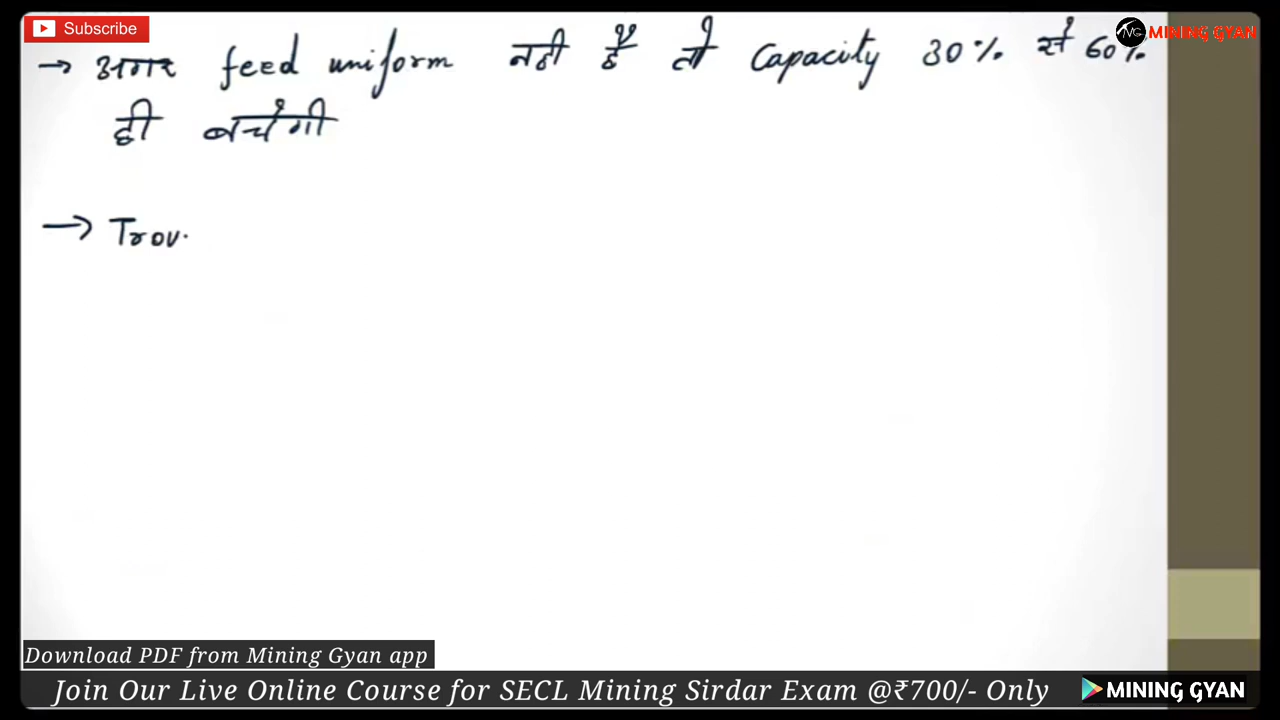 Subscribe
MINING GYAN
→ अगर feed uniform नही है तो Capacity 30% से 60%
ही बचेगी
→ Trou.
Download PDF from Mining Gyan app
Join Our Live Online Course for SECL Mining Sirdar Exam @₹700/- Only
MINING GYAN